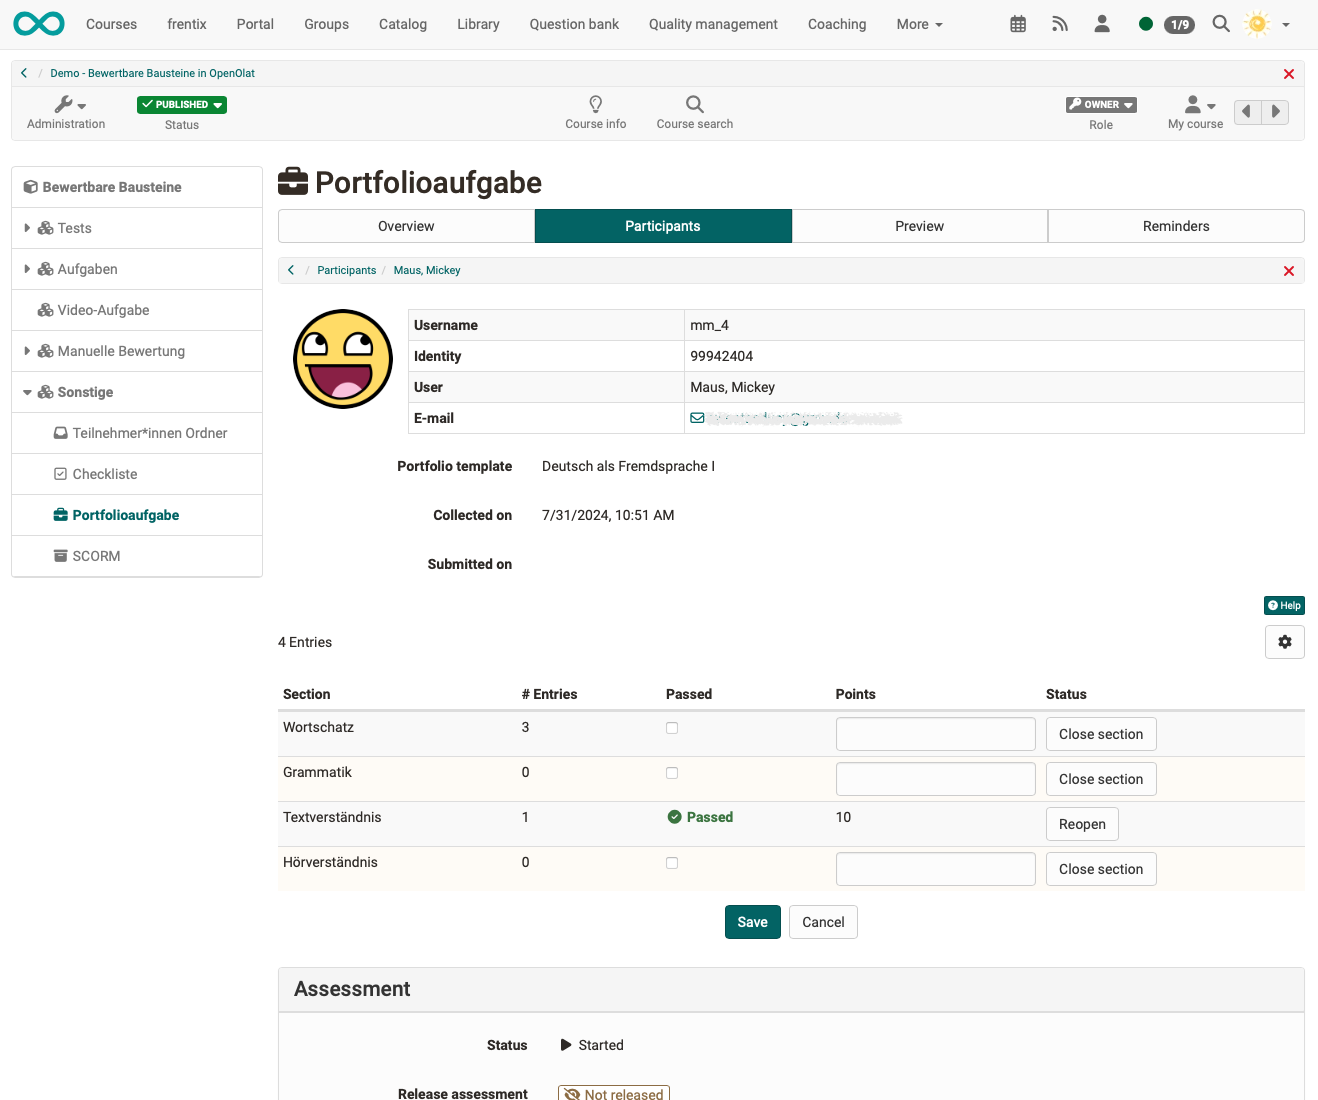 Courses frentix Portal Groups Catalog Library Question bank Quality management Coaching More 1/9
/ Demo - Bewertbare Bausteine in OpenOlat
Administration PUBLISHED Status Course info Course search OWNER Role My course
Bewertbare Bausteine
Tests
Aufgaben
Video-Aufgabe
Manuelle Bewertung
Sonstige
Teilnehmer*innen Ordner
Checkliste
Portfolioaufgabe
SCORM
Portfolioaufgabe
Overview Participants Preview Reminders
/ Participants / Maus, Mickey
Username mm_4
Identity 99942404
User Maus, Mickey
E-mail
Portfolio template Deutsch als Fremdsprache I
Collected on 7/31/2024, 10:51 AM
Submitted on
Help
4 Entries
Section # Entries Passed Points Status
Wortschatz 3 Close section
Grammatik 0 Close section
Textverständnis 1 Passed 10 Reopen
Hörverständnis 0 Close section
Save Cancel
Assessment
Status Started
Release assessment Not released